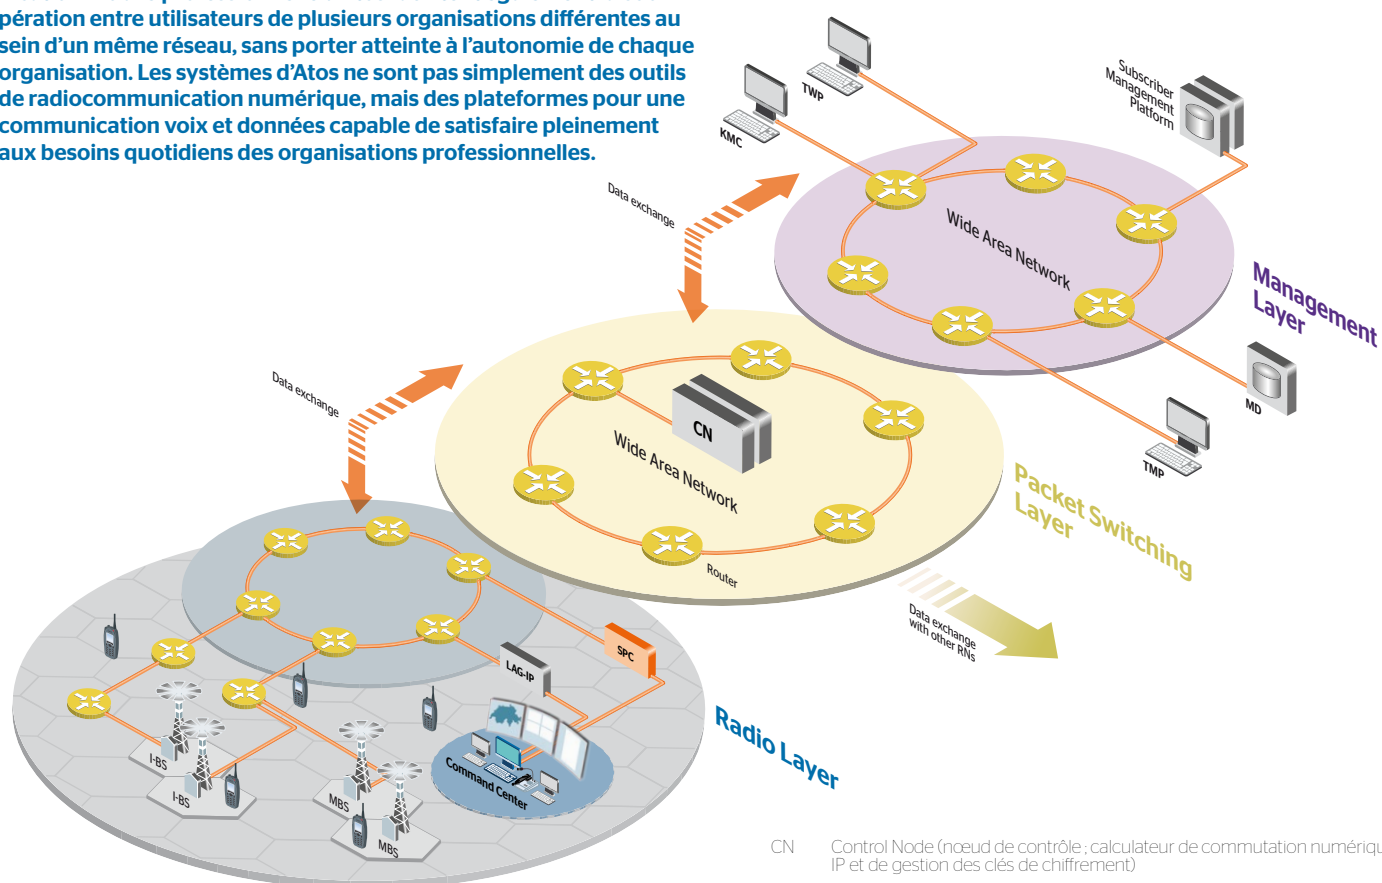 pération entre utilisateurs de plusieurs organisations différentes au
sein d’un même réseau, sans porter atteinte à l’autonomie de chaque
organisation. Les systèmes d’Atos ne sont pas simplement des outils
de radiocommunication numérique, mais des plateformes pour une
communication voix et données capable de satisfaire pleinement
aux besoins quotidiens des organisations professionnelles.
TWP
KMC
Subscriber
Management
Platform
Data exchange
Wide Area Network
Management
Layer
MD
TMP
Data exchange
CN
Wide Area Network
Router
Packet Switching
Layer
Data exchange
with other RNs
SPC
LAG-IP
Command Center
I-BS
I-BS
MBS
MBS
Radio Layer
CN Control Node (nœud de contrôle ; calculateur de commutation numériqu
IP et de gestion des clés de chiffrement)